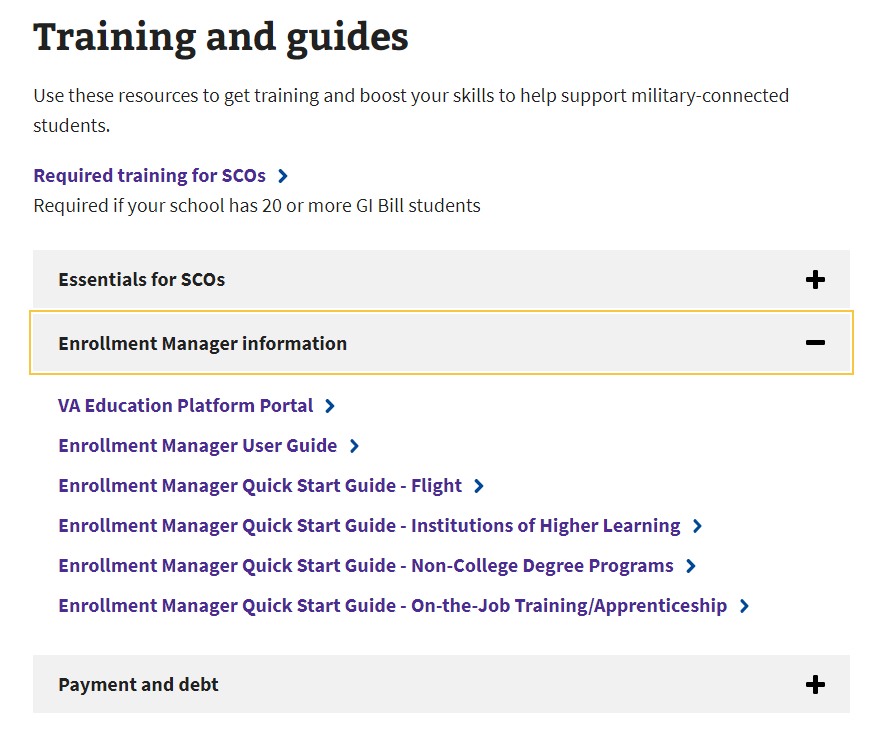 Training and guides
Use these resources to get training and boost your skills to help support military-connected
students.
Required training for SCOs
Required if your school has 20 or more GI Bill students
Essentials for SCOs
Enrollment Manager information
VA Education Platform Portal
Enrollment Manager User Guide
Enrollment Manager Quick Start Guide - Flight
Enrollment Manager Quick Start Guide - Institutions of Higher Learning
Enrollment Manager Quick Start Guide - Non-College Degree Programs
Enrollment Manager Quick Start Guide - On-the-Job Training/Apprenticeship
Payment and debt